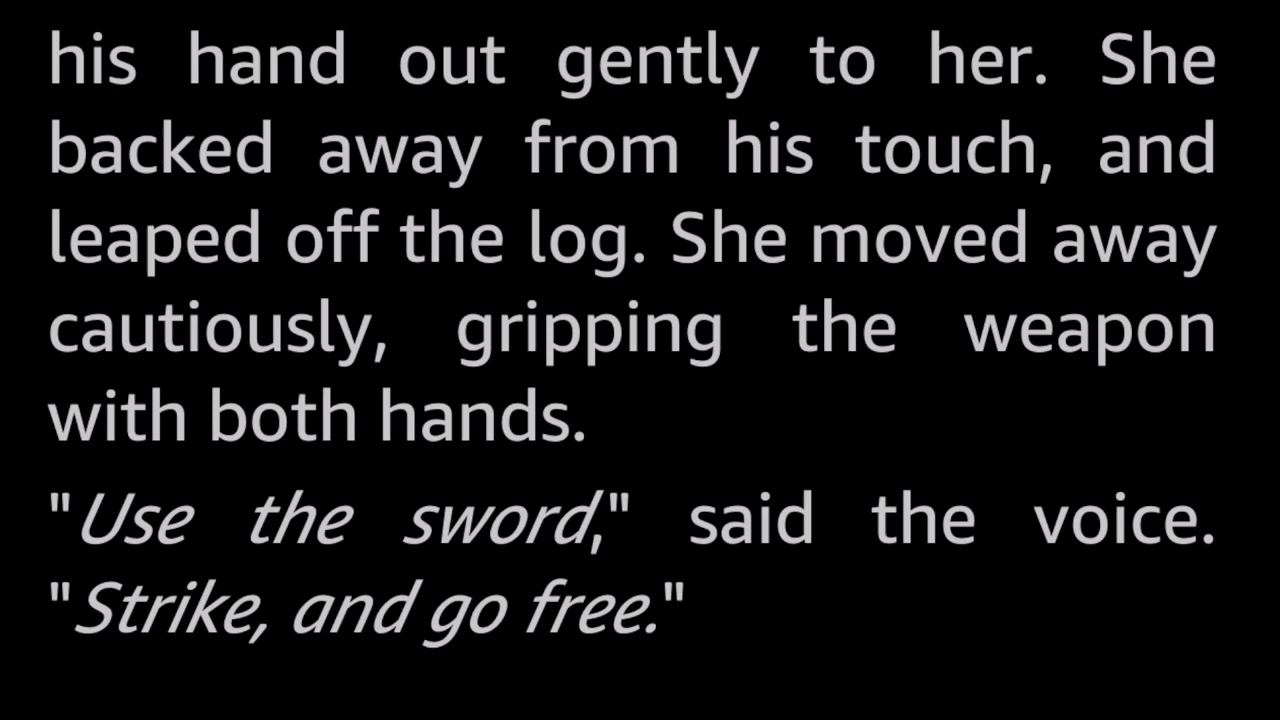 his hand out gently to her. She
backed away from his touch, and
leaped off the log. She moved away
cautiously, gripping the weapon
with both hands.
"Use the sword," said the voice.
"Strike, and go free."